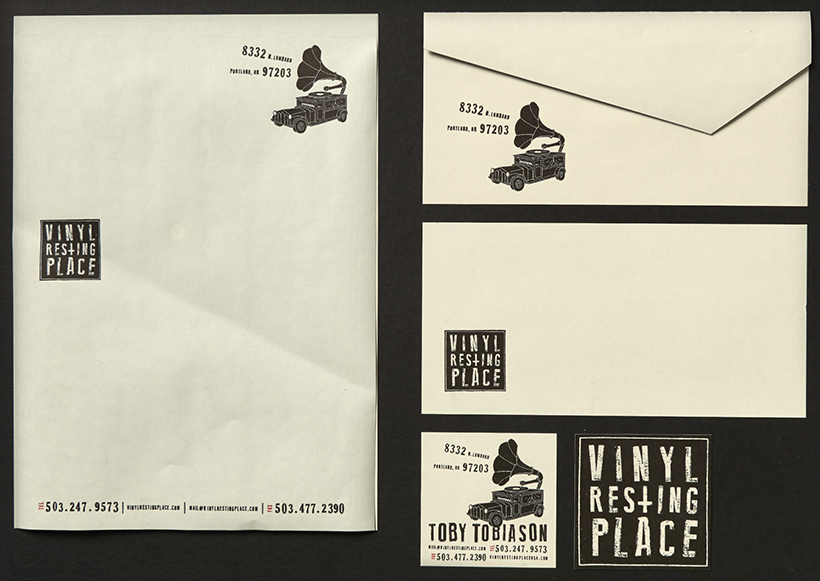 8332 N. LOMBARD
PORTLAND, OR 97203
VINYL
RESTING
PLACE
TEL 503.247.9573 | VINYLRESTINGPLACE.COM | MAIL@VINYLRESTINGPLACE.COM | FAX 503.477.2390
8332 N. LOMBARD
PORTLAND, OR 97203
VINYL
RESTING
PLACE
8332 N. LOMBARD
PORTLAND, OR 97203
TOBY TOBIASON
MAIL@VINYLRESTINGPLACE.COM TEL 503.247.9573
FAX 503.477.2390
VINYL
RESTING
PLACE